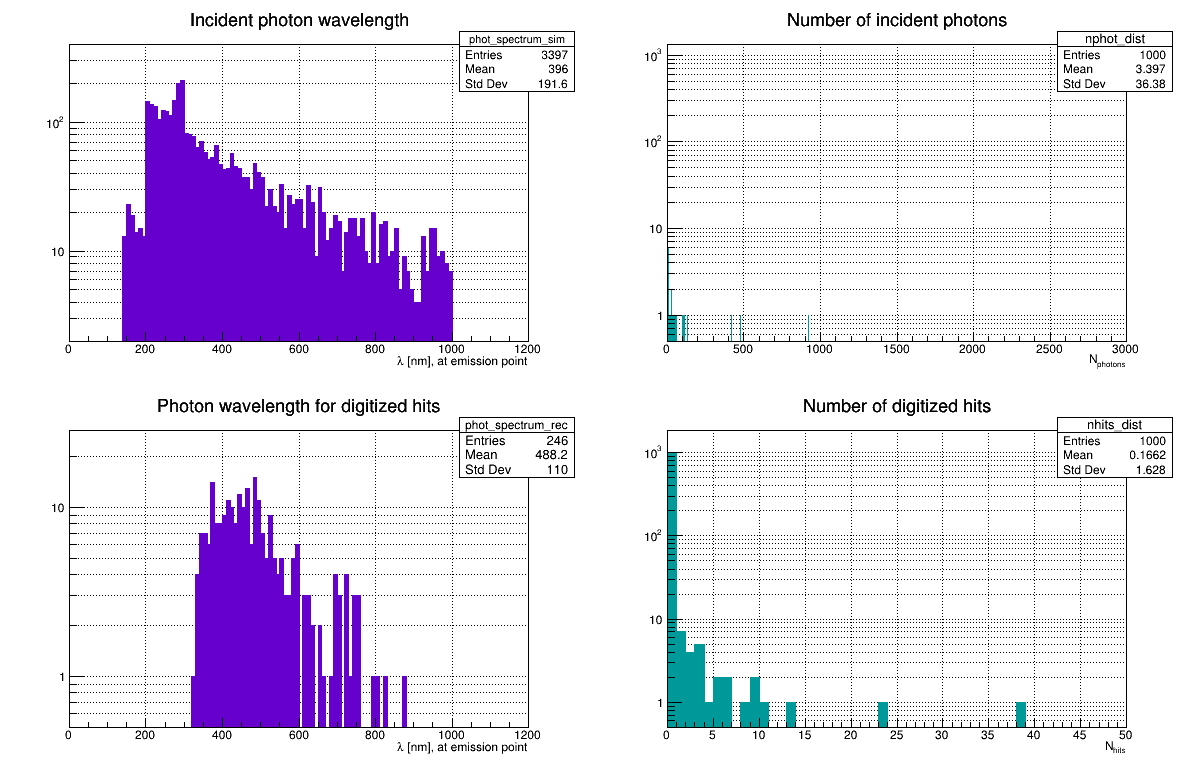 Incident photon wavelength
phot_spectrum_sim
Entries 3397
Mean 396
Std Dev 191.6
10²
10
0 200 400 600 800 1000 1200
λ [nm], at emission point
Number of incident photons
nphot_dist
Entries 1000
Mean 3.397
Std Dev 36.38
10³
10²
10
1
0 500 1000 1500 2000 2500 3000
Nphotons
Photon wavelength for digitized hits
phot_spectrum_rec
Entries 246
Mean 488.2
Std Dev 110
10
1
0 200 400 600 800 1000 1200
λ [nm], at emission point
Number of digitized hits
nhits_dist
Entries 1000
Mean 0.1662
Std Dev 1.628
10³
10²
10
1
0 5 10 15 20 25 30 35 40 45 50
Nhits